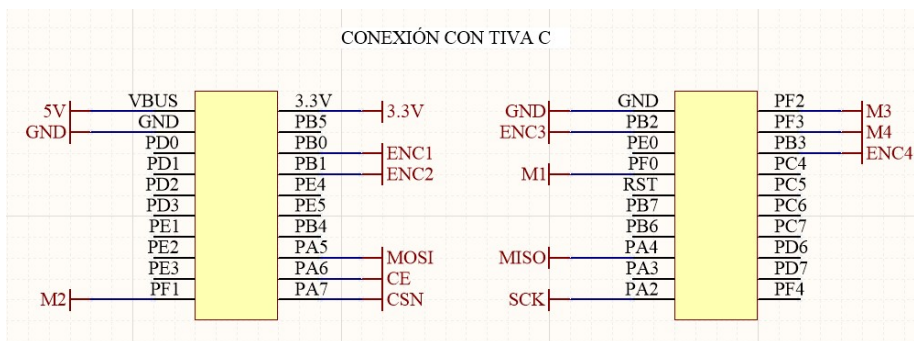 CONEXIÓN CON TIVA C
5V VBUS 3.3V 3.3V
GND GND PB5
PD0 PB0 ENC1
PD1 PB1 ENC2
PD2 PE4
PD3 PE5
PE1 PB4
PE2 PA5 MOSI
PE3 PA6 CE
M2 PF1 PA7 CSN
GND GND PF2 M3
ENC3 PB2 PF3 M4
PE0 PB3 ENC4
M1 PF0 PC4
RST PC5
PB7 PC6
PB6 PC7
MISO PA4 PD6
PA3 PD7
SCK PA2 PF4